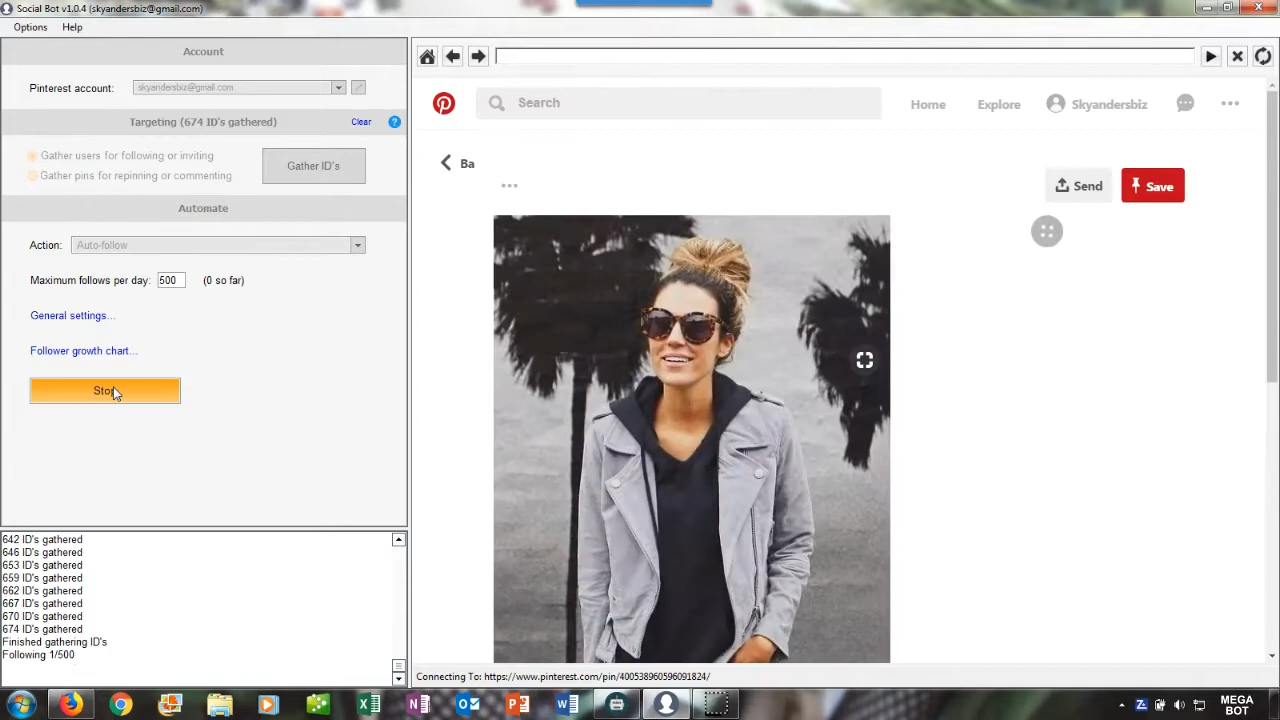 Social Bot v1.0.4 (skyandersbiz@gmail.com)
Options Help
Account
Pinterest account: skyandersbiz@gmail.com
Targeting (674 ID's gathered) Clear ?
Gather users for following or inviting
Gather pins for repinning or commenting
Gather ID's
Automate
Action: Auto-follow
Maximum follows per day: 500 (0 so far)
General settings...
Follower growth chart...
Stop
642 ID's gathered
646 ID's gathered
653 ID's gathered
659 ID's gathered
662 ID's gathered
667 ID's gathered
670 ID's gathered
674 ID's gathered
Finished gathering ID's
Following 1/500
Search Home Explore Skyandersbiz
Ba
Send Save
Connecting To: https://www.pinterest.com/pin/400538960596091824/
MEGA
BOT